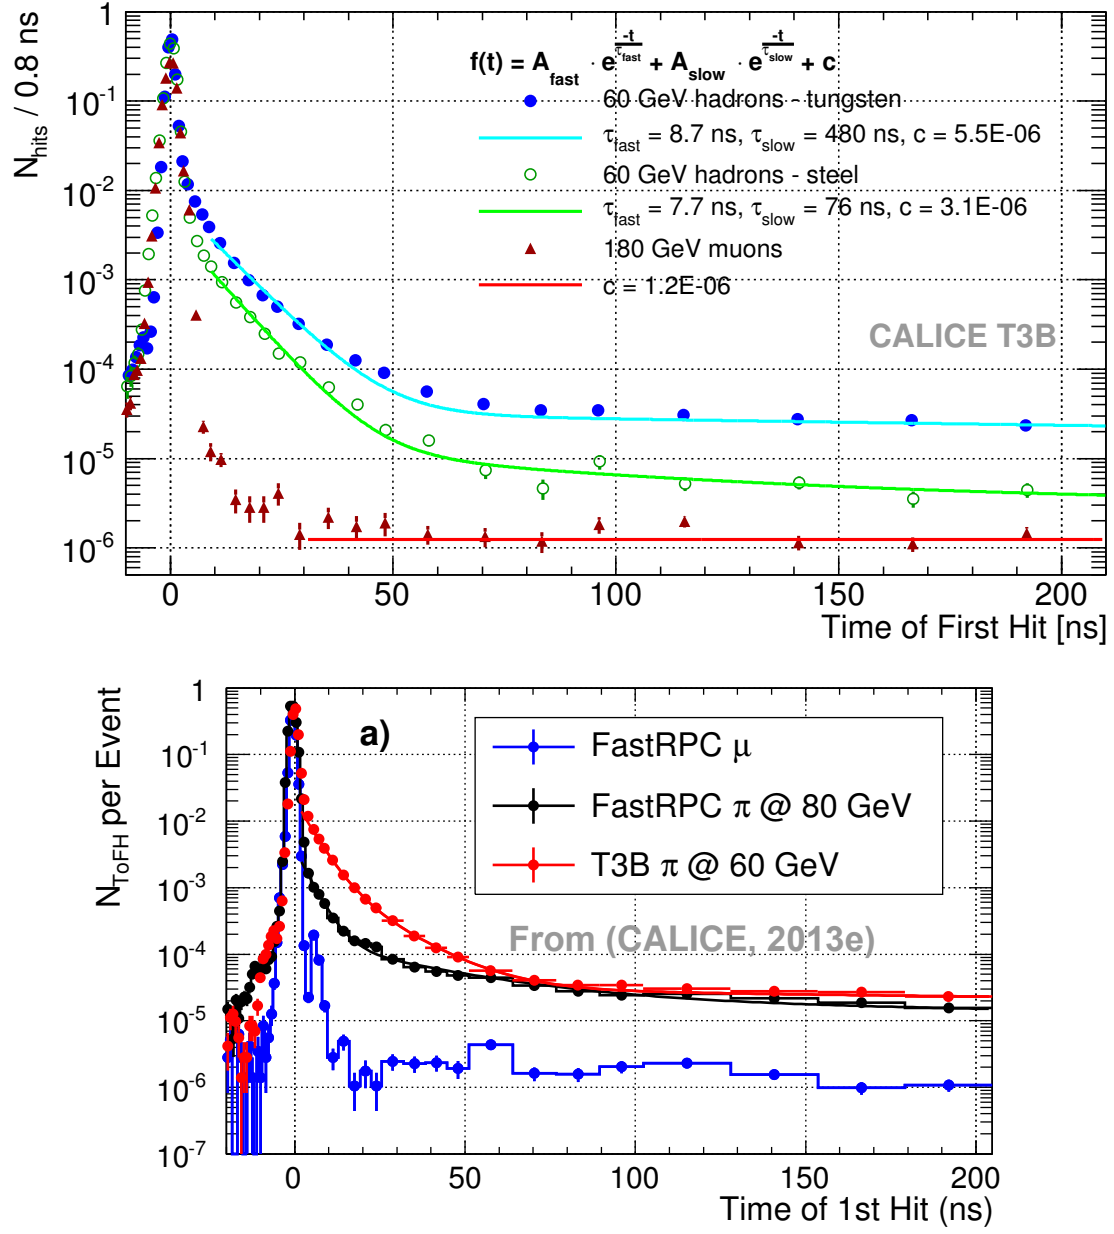 1
10⁻¹
10⁻²
10⁻³
10⁻⁴
10⁻⁵
10⁻⁶
N_hits / 0.8 ns
f(t) = A_fast · e^(-t/τ_fast) + A_slow · e^(-t/τ_slow) + c
60 GeV hadrons - tungsten
τ_fast = 8.7 ns, τ_slow = 480 ns, c = 5.5E-06
60 GeV hadrons - steel
τ_fast = 7.7 ns, τ_slow = 76 ns, c = 3.1E-06
180 GeV muons
c = 1.2E-06
CALICE T3B
0 50 100 150 200
Time of First Hit [ns]
1
10⁻¹
10⁻²
10⁻³
10⁻⁴
10⁻⁵
10⁻⁶
10⁻⁷
N_ToFH per Event
a)
FastRPC μ
FastRPC π @ 80 GeV
T3B π @ 60 GeV
From (CALICE, 2013e)
0 50 100 150 200
Time of 1st Hit (ns)